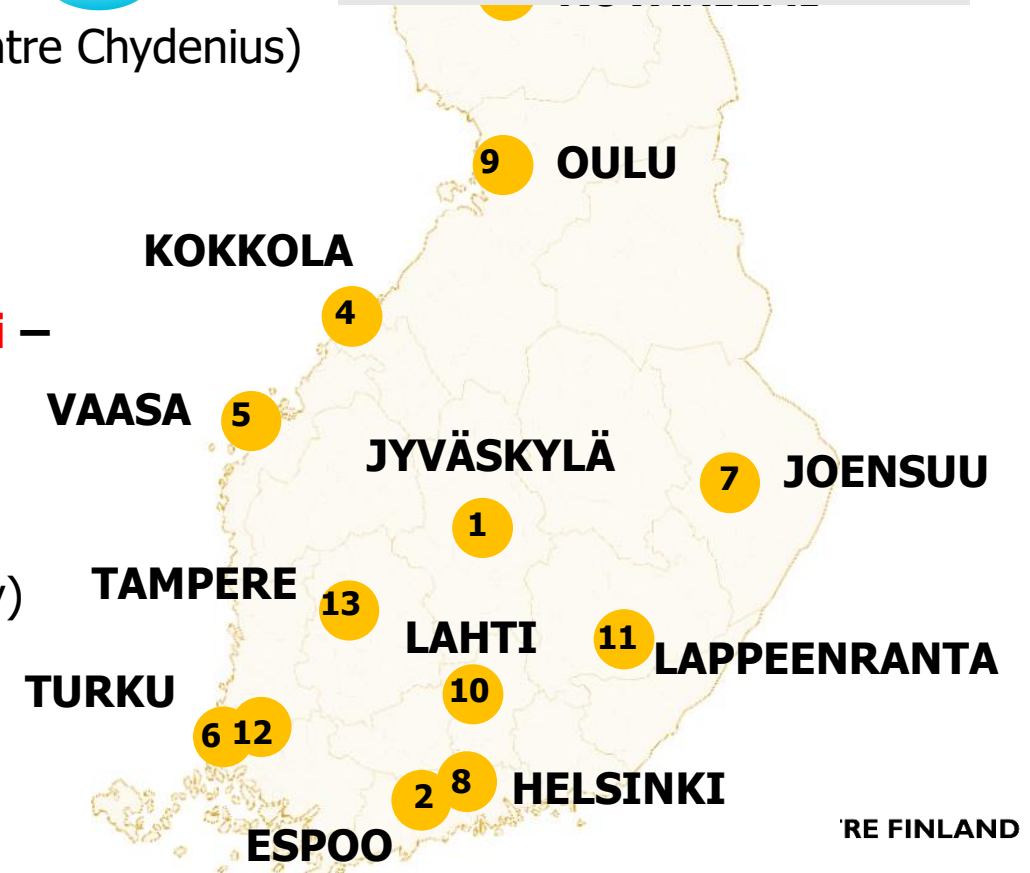 ntre Chydenius)
9 OULU
KOKKOLA
4
i –
VAASA 5
JYVÄSKYLÄ
7 JOENSUU
1
TAMPERE
)
13
LAHTI
11
LAPPEENRANTA
10
TURKU
6 12
2 8 HELSINKI
RE FINLAND
ESPOO